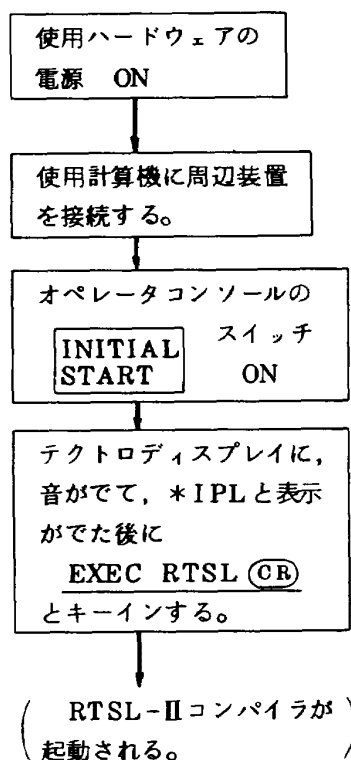 使用ハードウェアの
電源 ON
使用計算機に周辺装置
を接続する。
オペレータコンソールの
INITIAL START スイッチ ON
テクトロディスプレイに,
音がでて, *IPLと表示
がでた後に
EXEC RTSL CR
とキーインする。
( RTSL-Ⅱコンパイラが
起動される。 )